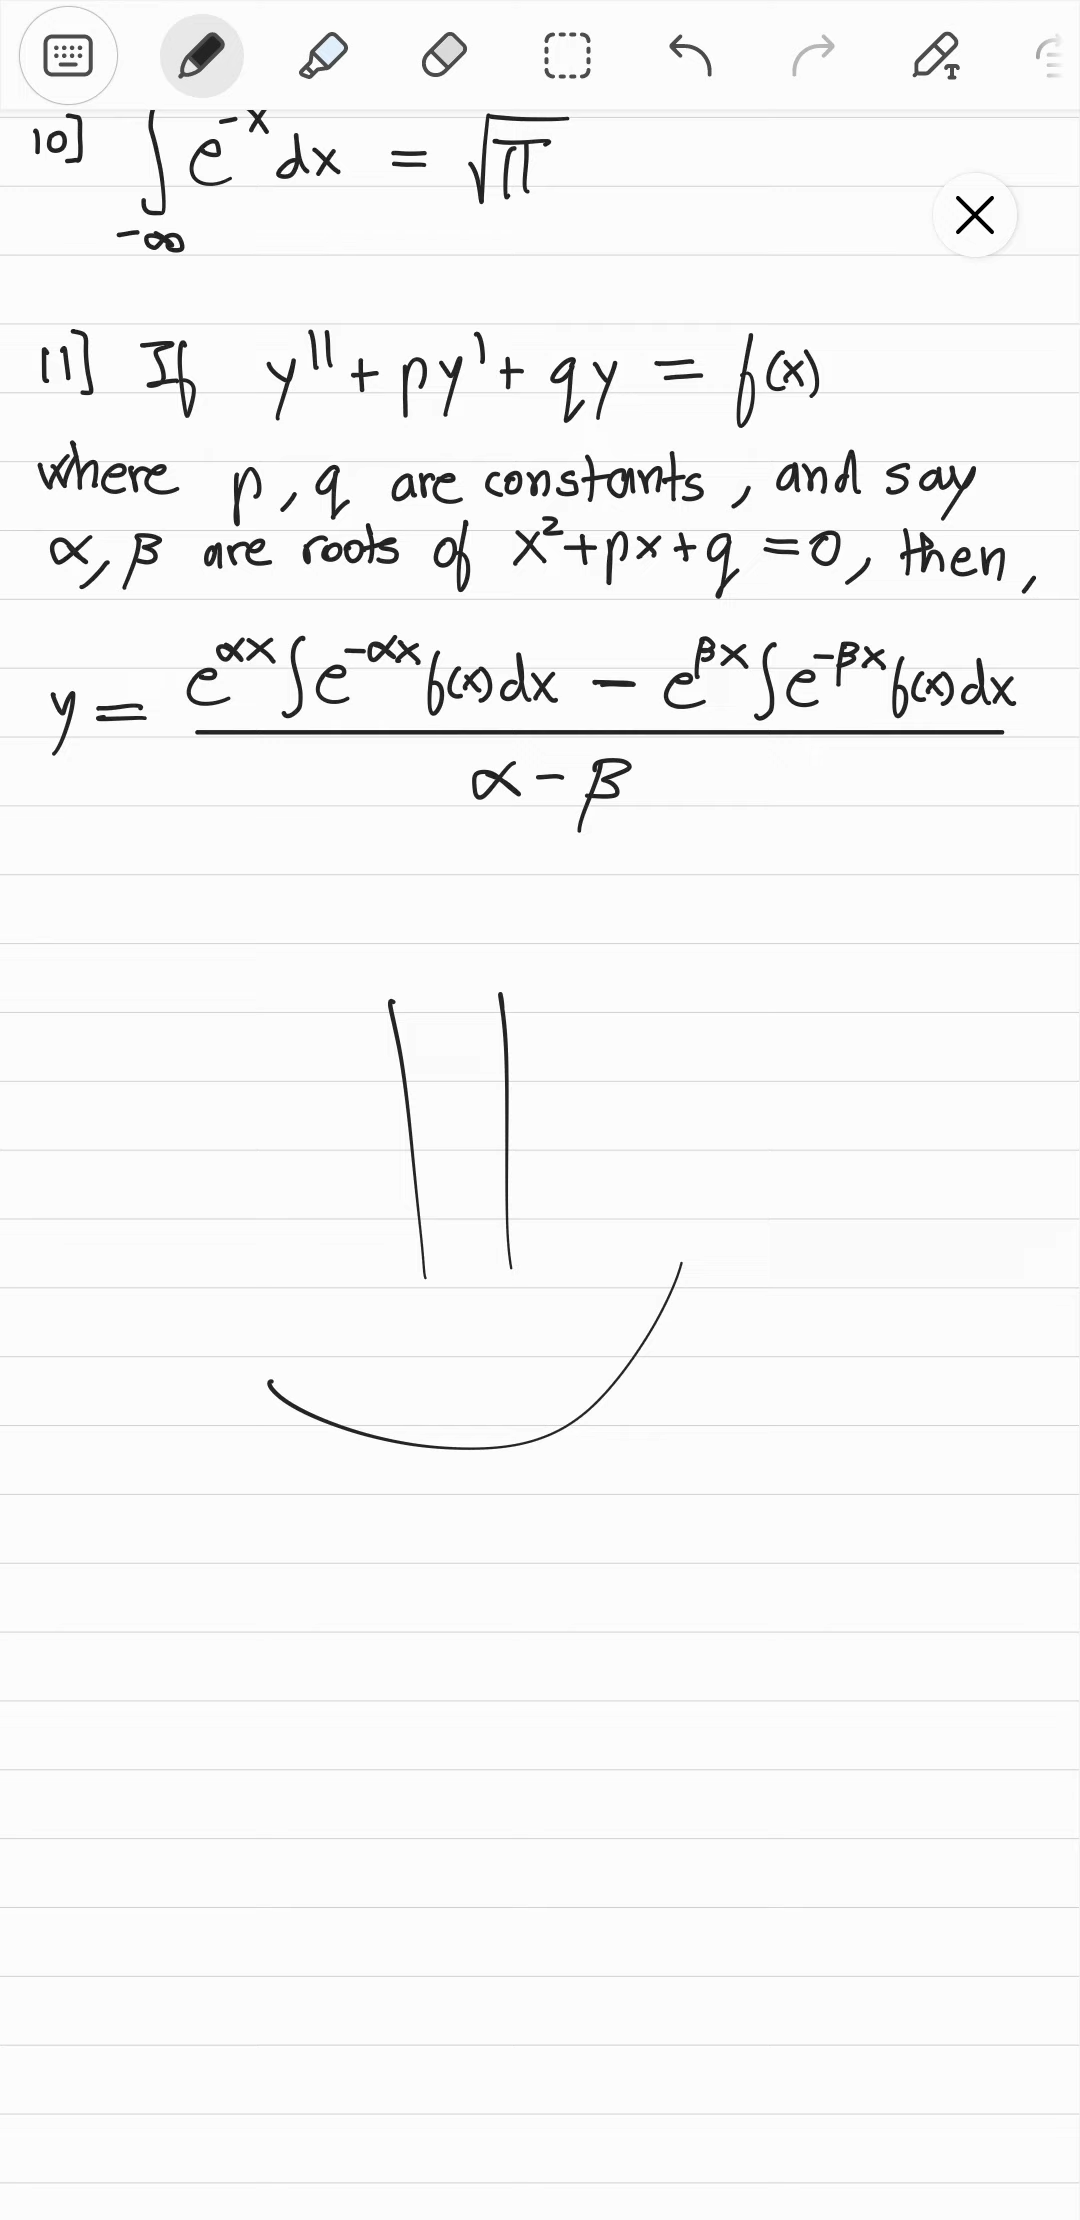 10] ∫_{-∞} e^{-x} dx = √π
11] If y'' + py' + qy = f(x)
where p, q are constants, and say
α, β are roots of x² + px + q = 0, then,
y = (e^{αx} ∫ e^{-αx} f(x) dx − e^{βx} ∫ e^{-βx} f(x) dx) / (α − β)